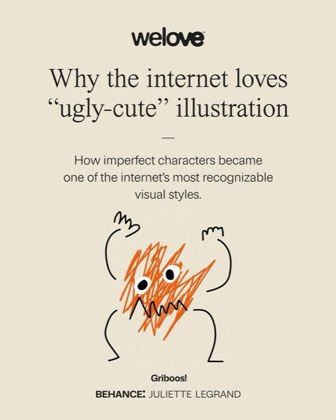 welove
Why the internet loves
“ugly-cute” illustration
How imperfect characters became
one of the internet’s most recognizable
visual styles.
Griboos!
BEHANCE: JULIETTE LEGRAND